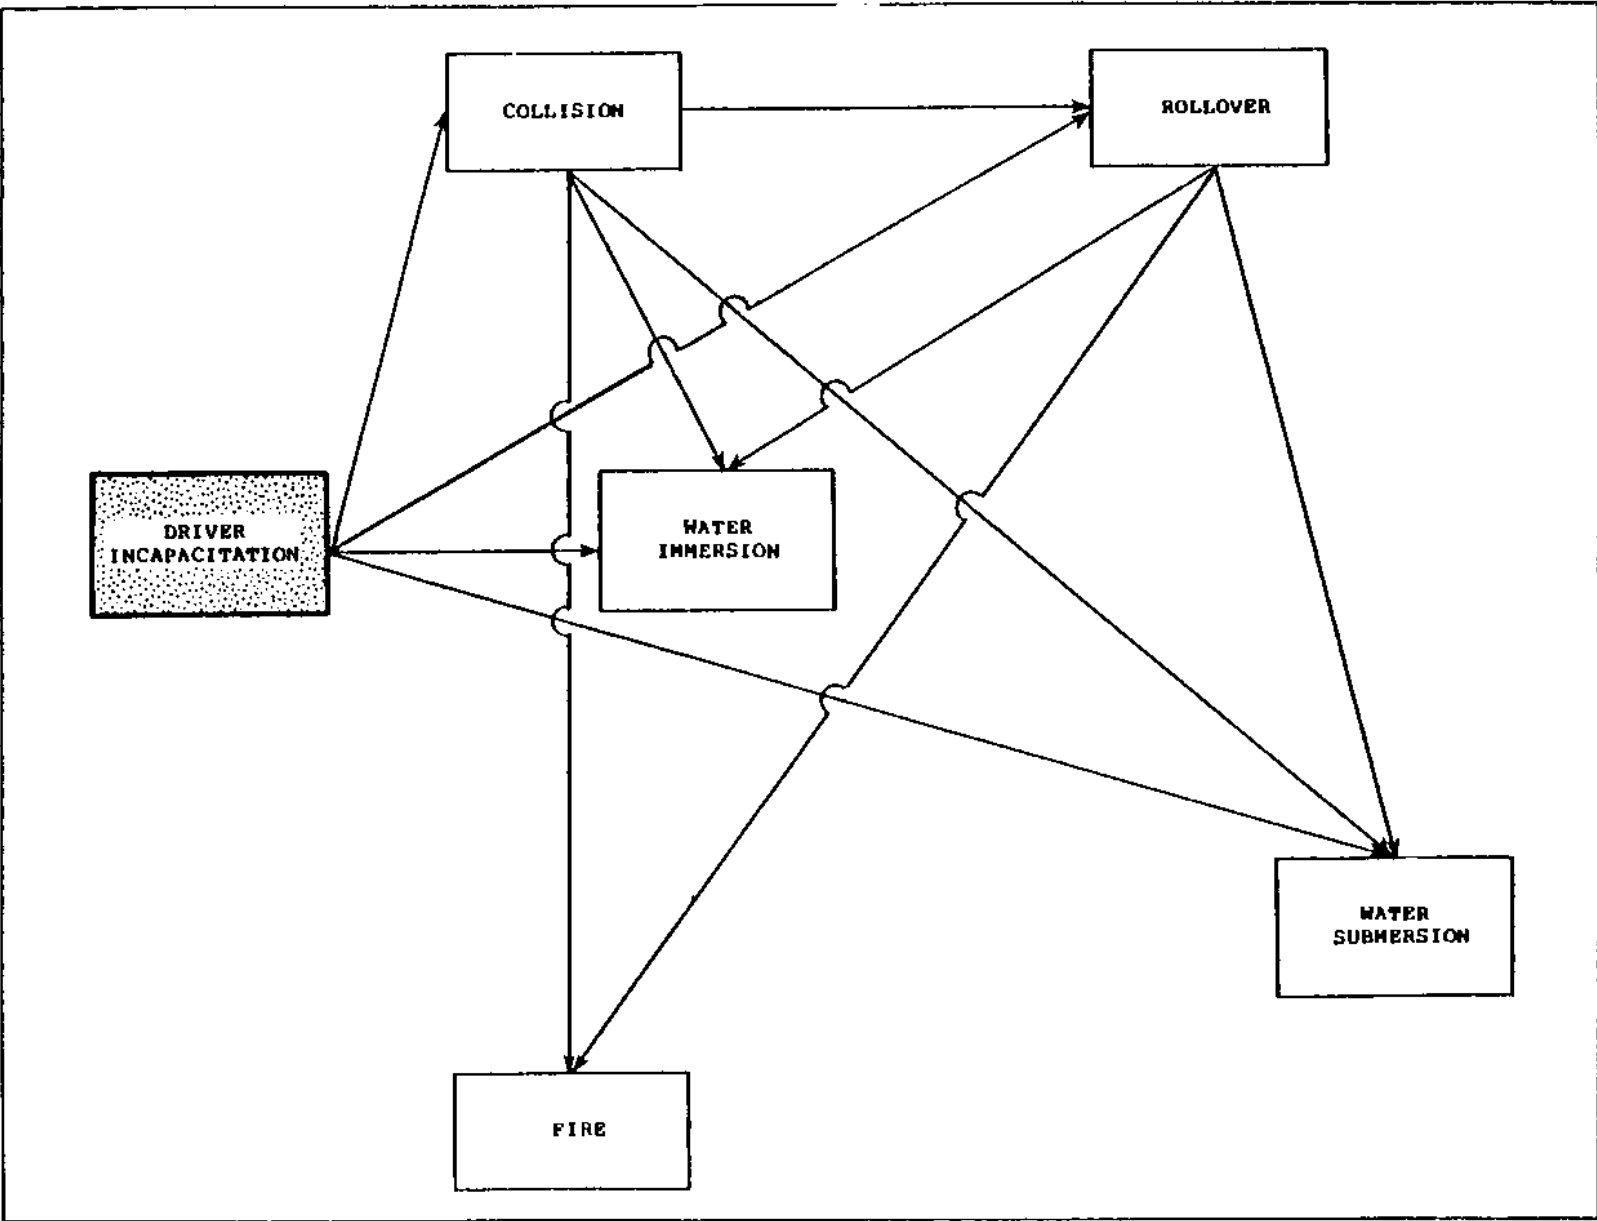 COLLISION
ROLLOVER
DRIVER
INCAPACITATION
WATER
IMMERSION
WATER
SUBMERSION
FIRE